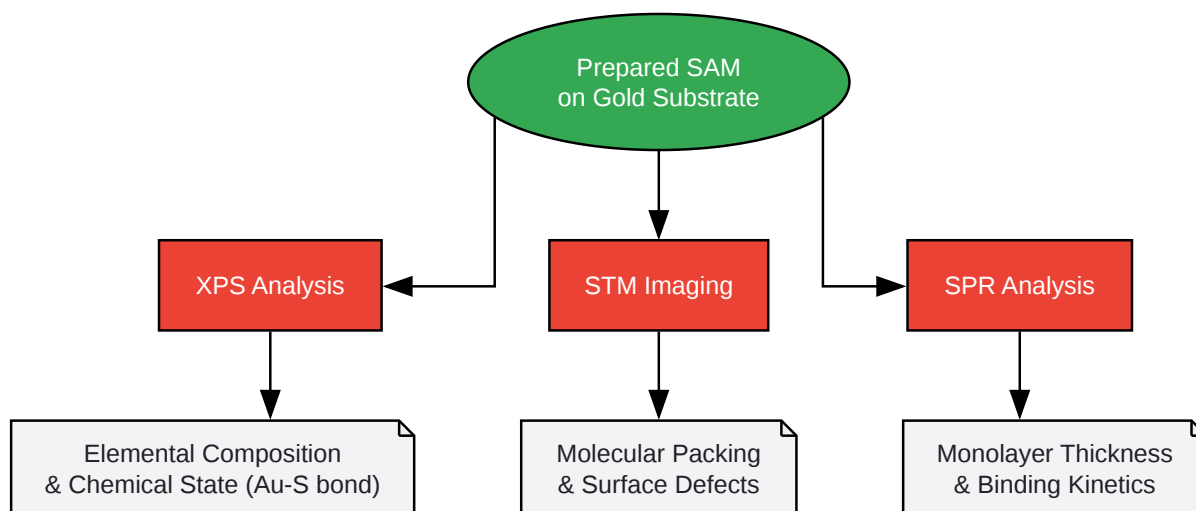 Prepared SAM
on Gold Substrate
XPS Analysis
STM Imaging
SPR Analysis
Elemental Composition
& Chemical State (Au-S bond)
Molecular Packing
& Surface Defects
Monolayer Thickness
& Binding Kinetics